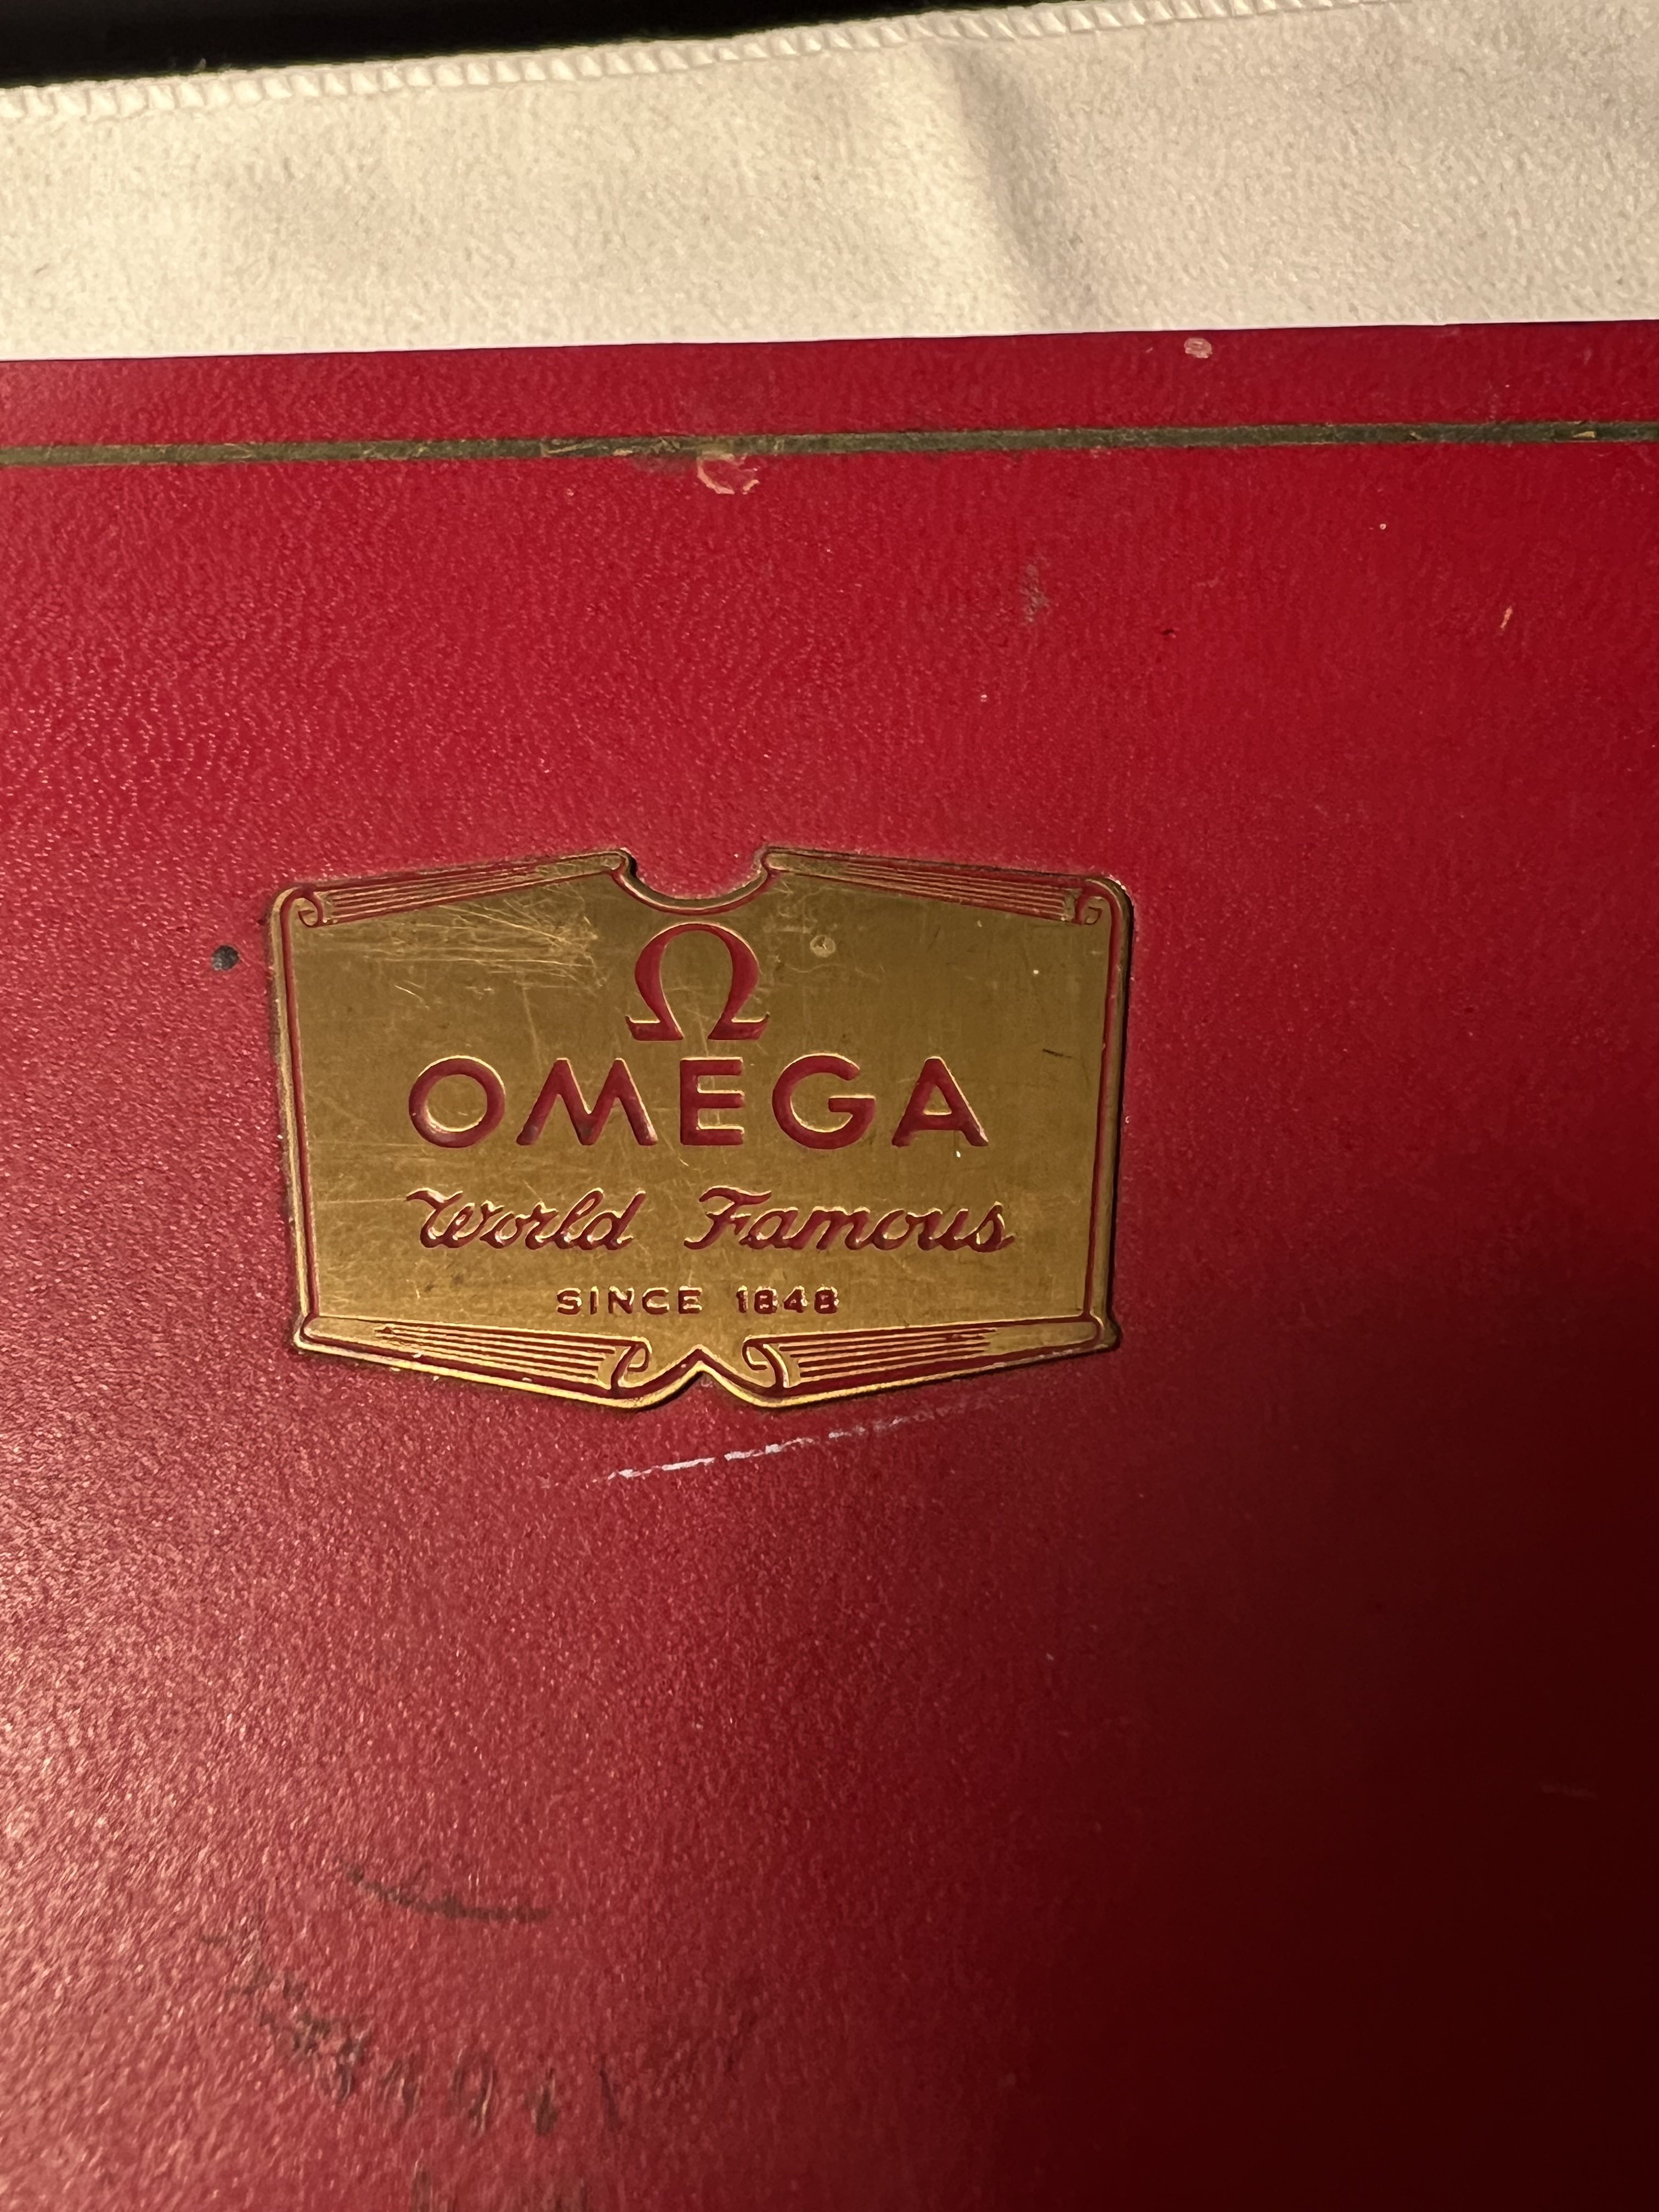 Ω
OMEGA
World Famous
SINCE 1848